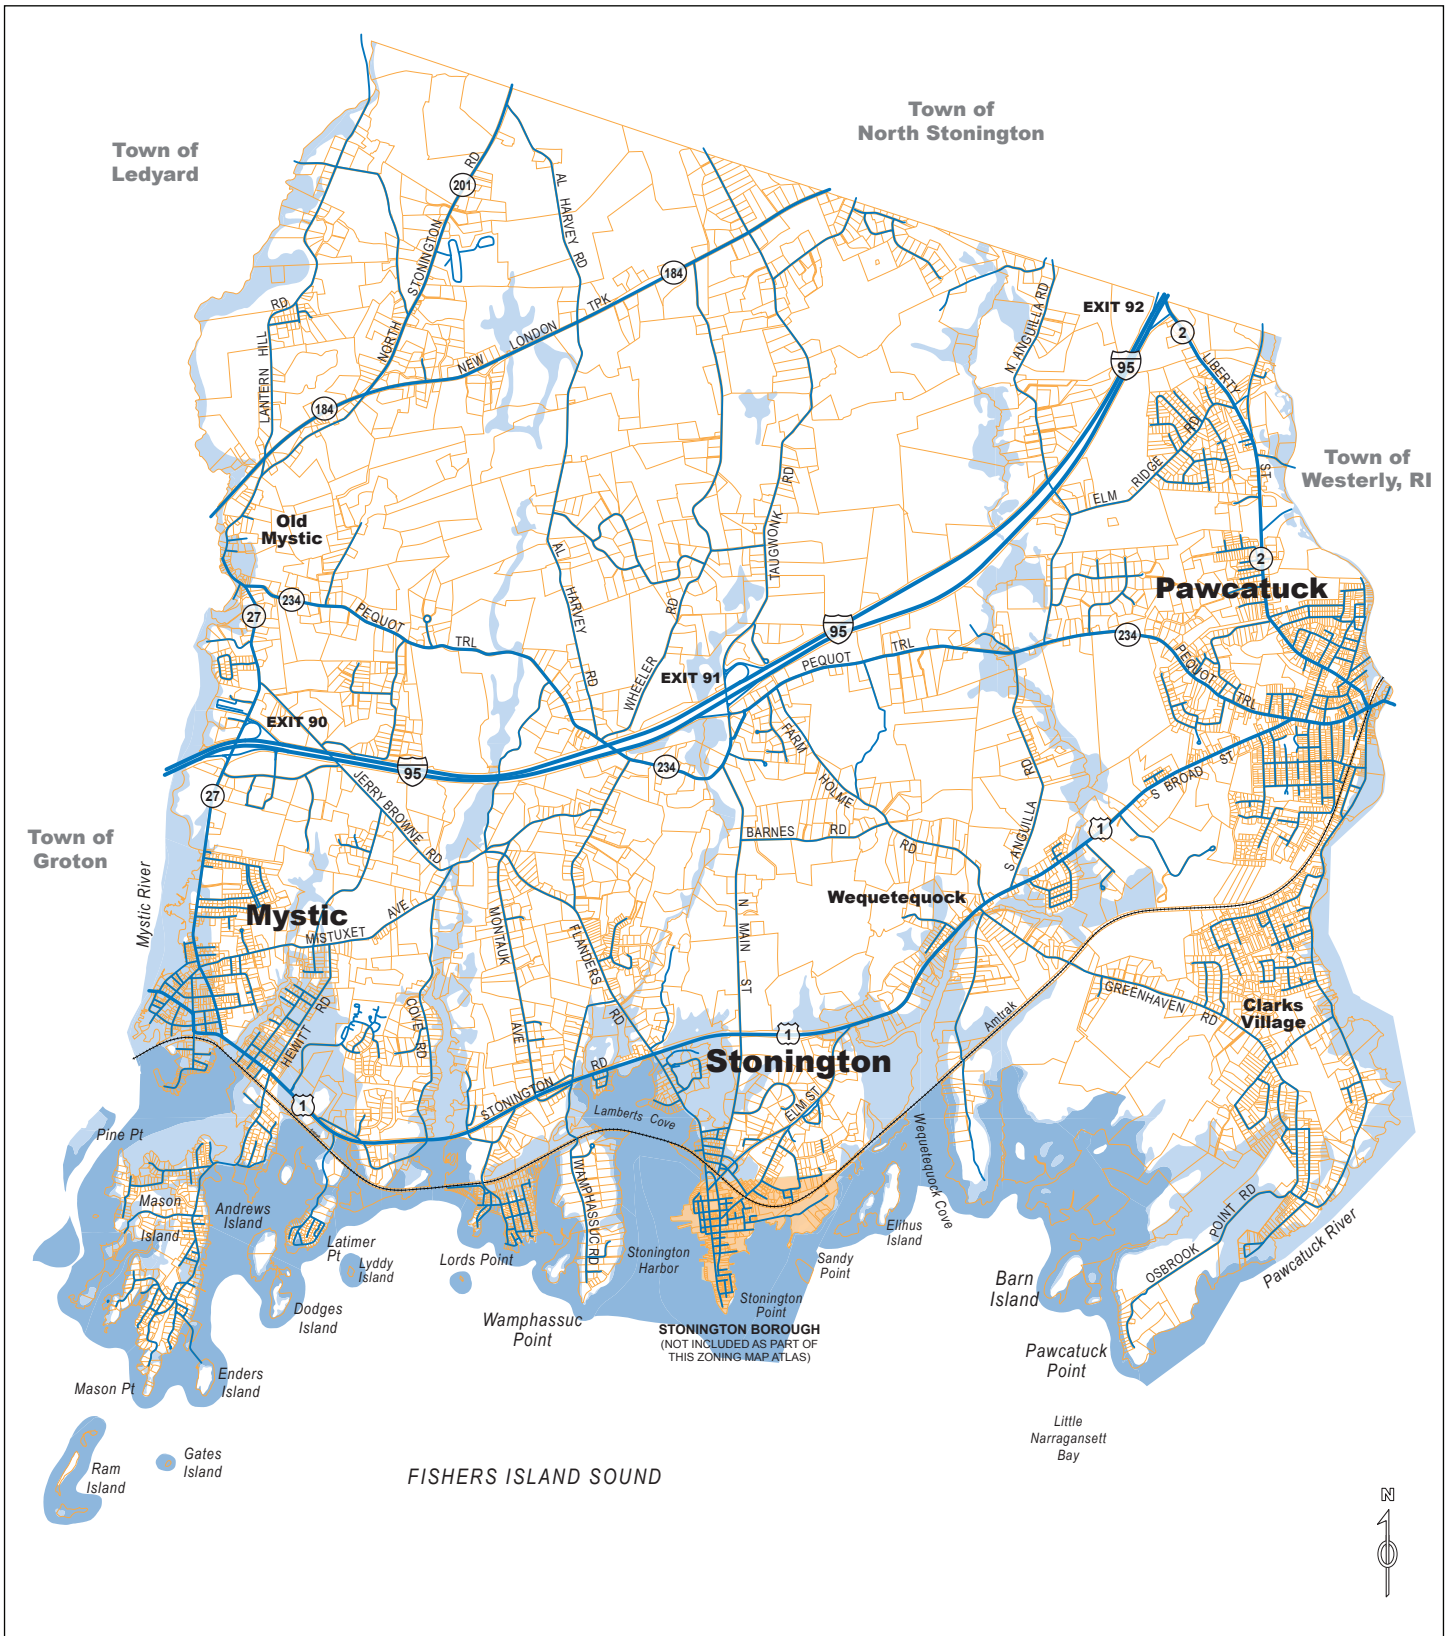 Town of
North Stonington
Town of
Ledyard
RD
201
STONINGTON
NORTH
AL HARVEY RD
184
TPK
LONDON
NEW
184
RD
LANTERN HILL
N. ANGUILLA RD
EXIT 92
2
95
LIBERTY
ST
RD
RIDGE
ELM
Town of
Westerly, RI
Old
Mystic
TAUGWONK
RD
AL HARVEY
RD
WHEELER
RD
2
Pawcatuck
234
27
PEQUOT
TRL
95
PEQUOT
TRL
234
PEQUOT
TRL
EXIT 91
EXIT 90
95
27
234
JERRY BROWNE RD
FARM
HOLME
RD
BARNES RD
S ANGUILLA
RD
S BROAD ST
1
Town of
Groton
Mystic River
Mystic
MISTUXET
AVE
MONTAUK
AVE
FLANDERS
RD
N MAIN ST
Wequetequock
GREENHAVEN RD
Clarks
Village
Amtrak
HEWITT RD
COVE RD
1
Stonington
STONINGTON
RD
1
ELM ST
Lamberts Cove
Wequetequock Cove
Pine Pt
Mason
Island
Andrews
Island
Latimer
Pt
Lyddy
Island
Dodges
Island
Lords Point
WAMPHASSUC RD
Wamphassuc
Point
Stonington
Harbor
Elihus
Island
Sandy
Point
Stonington
Point
STONINGTON BOROUGH
(NOT INCLUDED AS PART OF
THIS ZONING MAP ATLAS)
Barn
Island
OSBROOK POINT RD
Pawcatuck River
Pawcatuck
Point
Enders
Island
Mason Pt
Little
Narragansett
Bay
Gates
Island
Ram
Island
FISHERS ISLAND SOUND
N